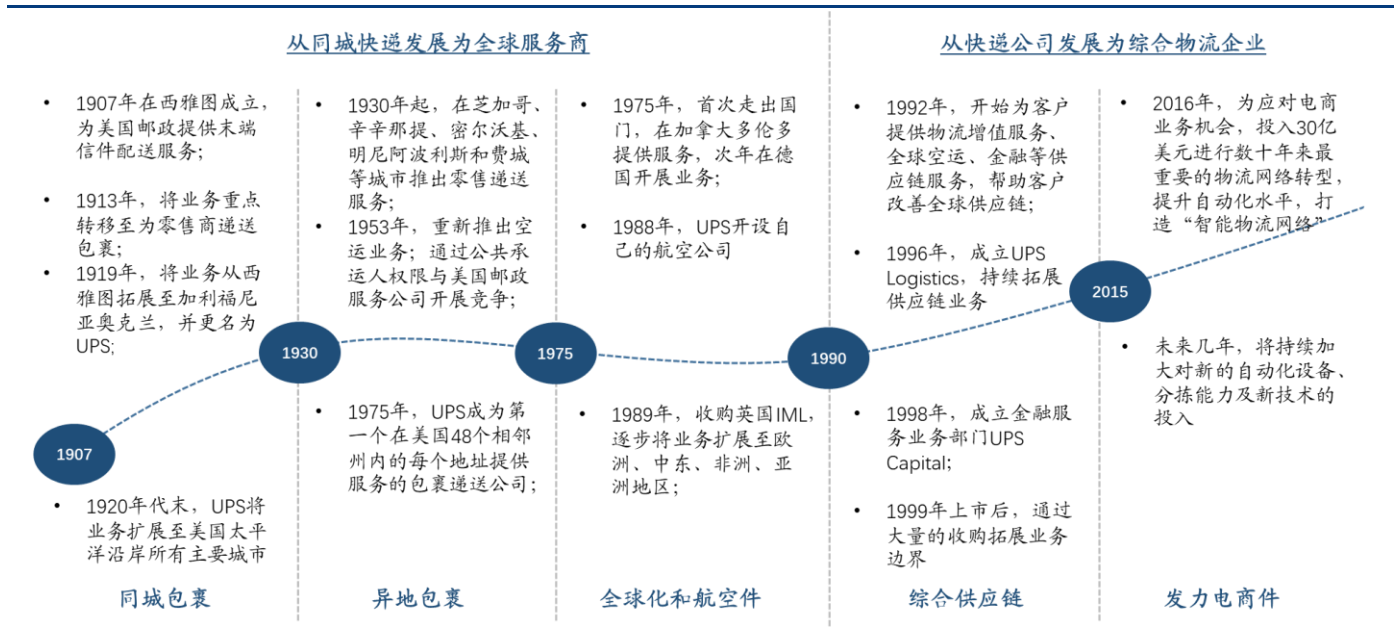 从同城快递发展为全球服务商
从快递公司发展为综合物流企业
• 1907年在西雅图成立,
为美国邮政提供末端
信件配送服务;
• 1913年，将业务重点
转移至为零售商递送
包裹;
• 1919年，将业务从西
雅图拓展至加利福尼
亚奥克兰，并更名为
UPS;
1907
• 1920年代末，UPS将
业务扩展至美国太平
洋沿岸所有主要城市
同城包裹
1930
• 1930年起，在芝加哥、
辛辛那提、密尔沃基、
明尼阿波利斯和费城
等城市推出零售递送
服务;
• 1953年，重新推出空
运业务；通过公共承
运人权限与美国邮政
服务公司开展竞争;
• 1975年，UPS成为第
一个在美国48个相邻
州内的每个地址提供
服务的包裹递送公司;
异地包裹
1975
• 1975年，首次走出国
门，在加拿大多伦多
提供服务，次年在德
国开展业务;
• 1988年，UPS开设自
己的航空公司
• 1989年，收购英国IML,
逐步将业务扩展至欧
洲、中东、非洲、亚
洲地区;
全球化和航空件
1990
• 1992年，开始为客户
提供物流增值服务、
全球空运、金融等供
应链服务，帮助客户
改善全球供应链;
• 1996年，成立UPS
Logistics，持续拓展
供应链业务
• 1998年，成立金融服
务业务部门UPS
Capital;
• 1999年上市后，通过
大量的收购拓展业务
边界
综合供应链
2015
• 2016年，为应对电商
业务机会，投入30亿
美元进行数十年来最
重要的物流网络转型，
提升自动化水平，打
造“智能物流网络”
• 未来几年，将持续加
大对新的自动化设备、
分拣能力及新技术的
投入
发力电商件